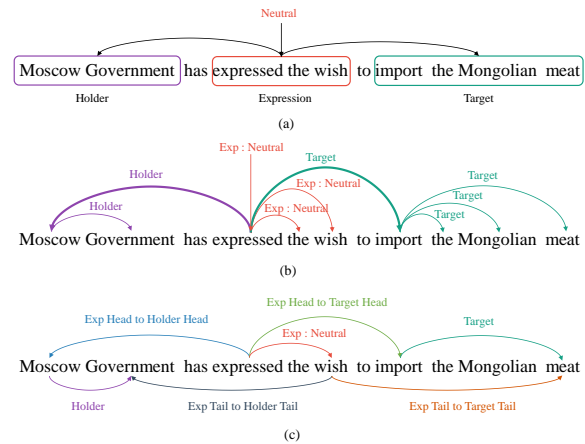 Neutral
Moscow Government has expressed the wish to import the Mongolian meat
Holder Expression Target
(a)
Exp : Neutral
Holder Target Target
Exp : Neutral Target
Holder Exp : Neutral Target
Moscow Government has expressed the wish to import the Mongolian meat
(b)
Exp Head to Target Head
Exp Head to Holder Head
Exp : Neutral Target
Moscow Government has expressed the wish to import the Mongolian meat
Holder Exp Tail to Holder Tail Exp Tail to Target Tail
(c)